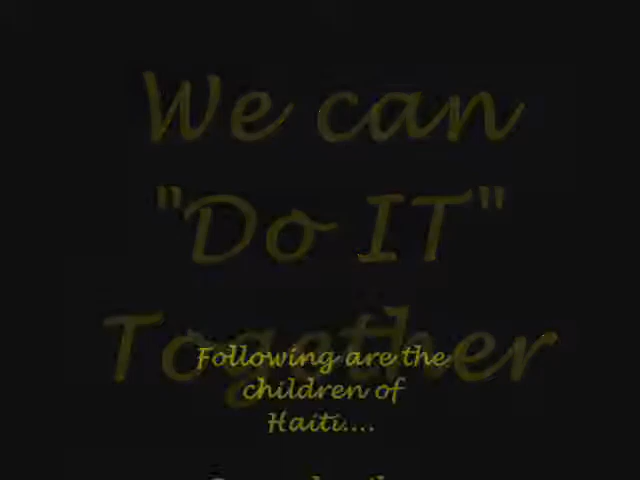 We can
"Do IT"
Together
Following are the
children of
Haiti....